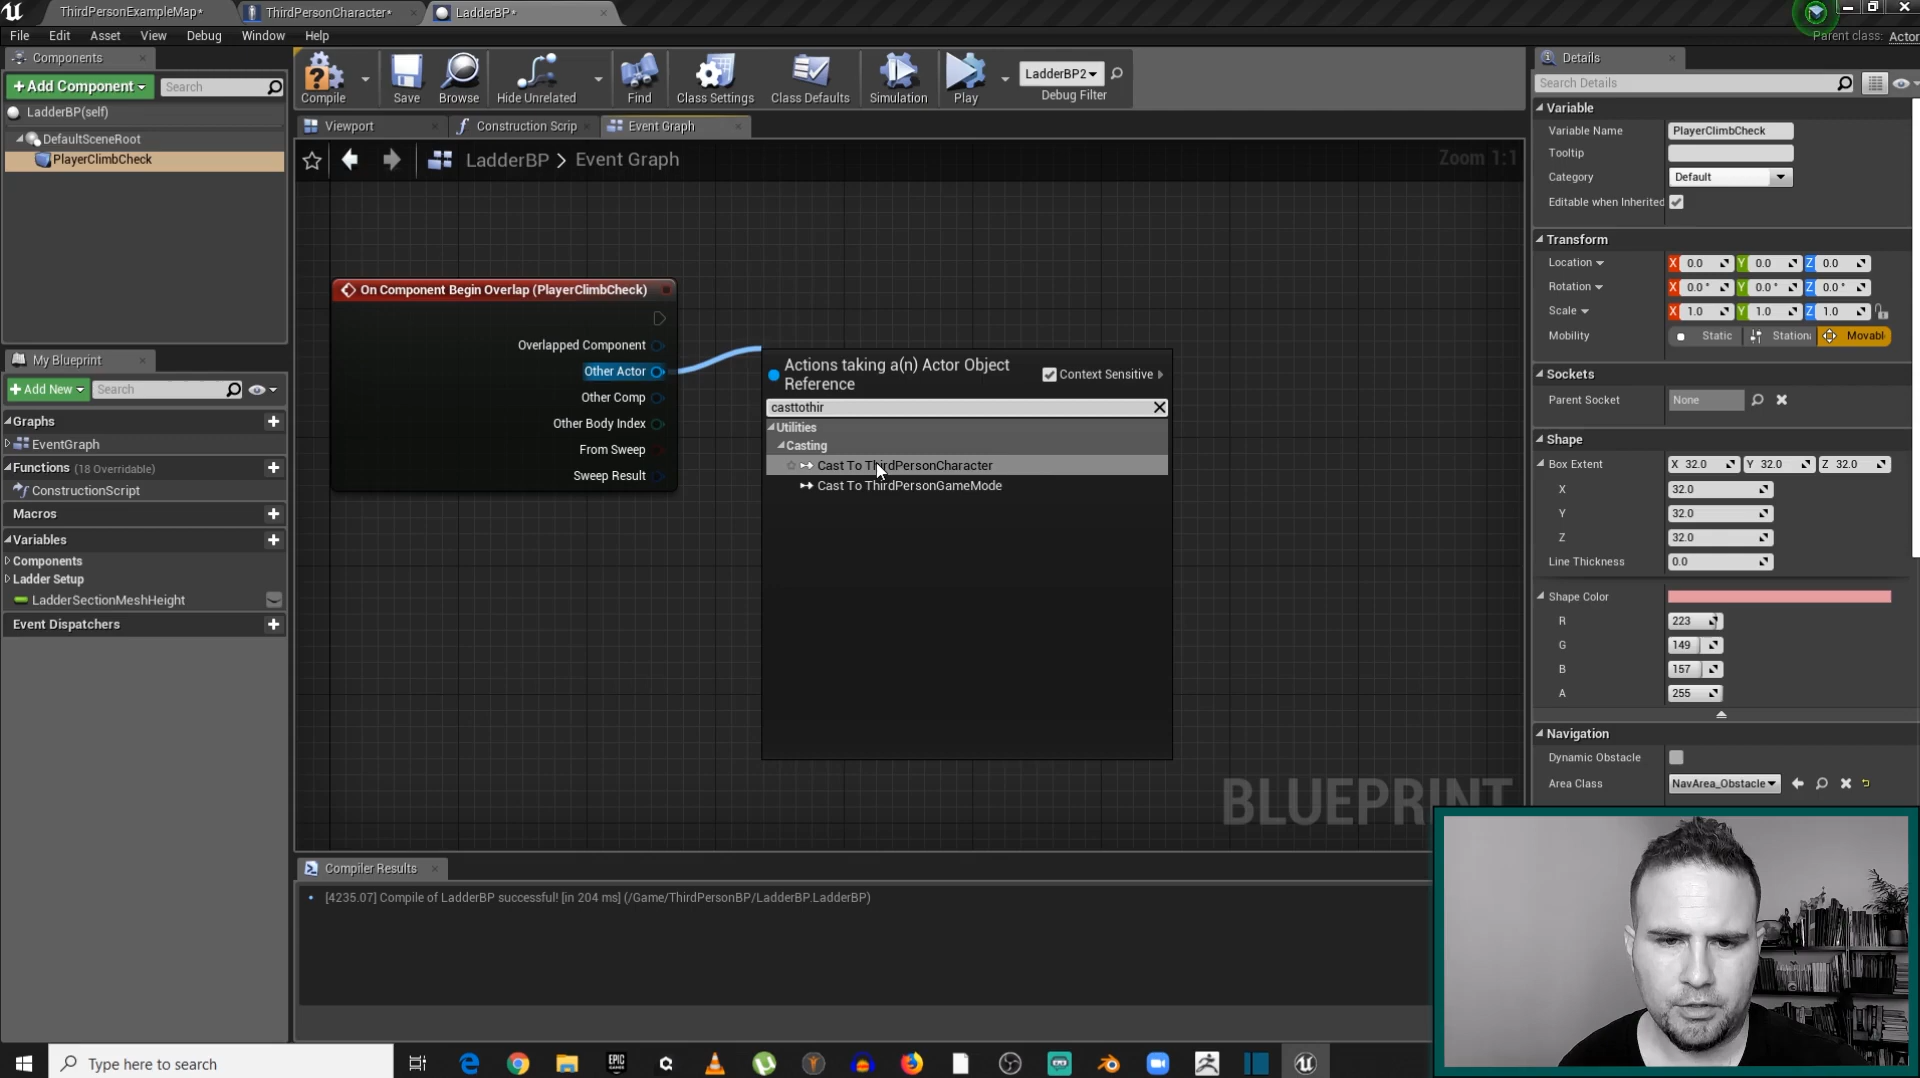 ThirdPersonExampleMap*
ThirdPersonCharacter*
LadderBP*
File Edit Asset View Debug Window Help
Parent class: Actor
Components
+Add Component
Search
LadderBP(self)
DefaultSceneRoot
PlayerClimbCheck
Compile
Save
Browse
Hide Unrelated
Find
Class Settings
Class Defaults
Simulation
Play
LadderBP2
Debug Filter
Viewport
Construction Scrip
Event Graph
LadderBP > Event Graph
Zoom 1:1
On Component Begin Overlap (PlayerClimbCheck)
Overlapped Component
Other Actor
Other Comp
Other Body Index
From Sweep
Sweep Result
Actions taking a(n) Actor Object
Reference
Context Sensitive
casttothir
Utilities
Casting
Cast To ThirdPersonCharacter
Cast To ThirdPersonGameMode
BLUEPRINT
My Blueprint
+Add New
Search
Graphs
EventGraph
Functions (18 Overridable)
ConstructionScript
Macros
Variables
Components
Ladder Setup
LadderSectionMeshHeight
Event Dispatchers
Compiler Results
[4235.07] Compile of LadderBP successful! [in 204 ms] (/Game/ThirdPersonBP/LadderBP.LadderBP)
Details
Search Details
Variable
Variable Name PlayerClimbCheck
Tooltip
Category Default
Editable when Inherited
Transform
Location X 0.0 Y 0.0 Z 0.0
Rotation X 0.0 ° Y 0.0 ° Z 0.0 °
Scale X 1.0 Y 1.0 Z 1.0
Mobility Static Station Movabl
Sockets
Parent Socket None
Shape
Box Extent X 32.0 Y 32.0 Z 32.0
X 32.0
Y 32.0
Z 32.0
Line Thickness 0.0
Shape Color
R 223
G 149
B 157
A 255
Navigation
Dynamic Obstacle
Area Class NavArea_Obstacle
Type here to search
EPIC
GAMES